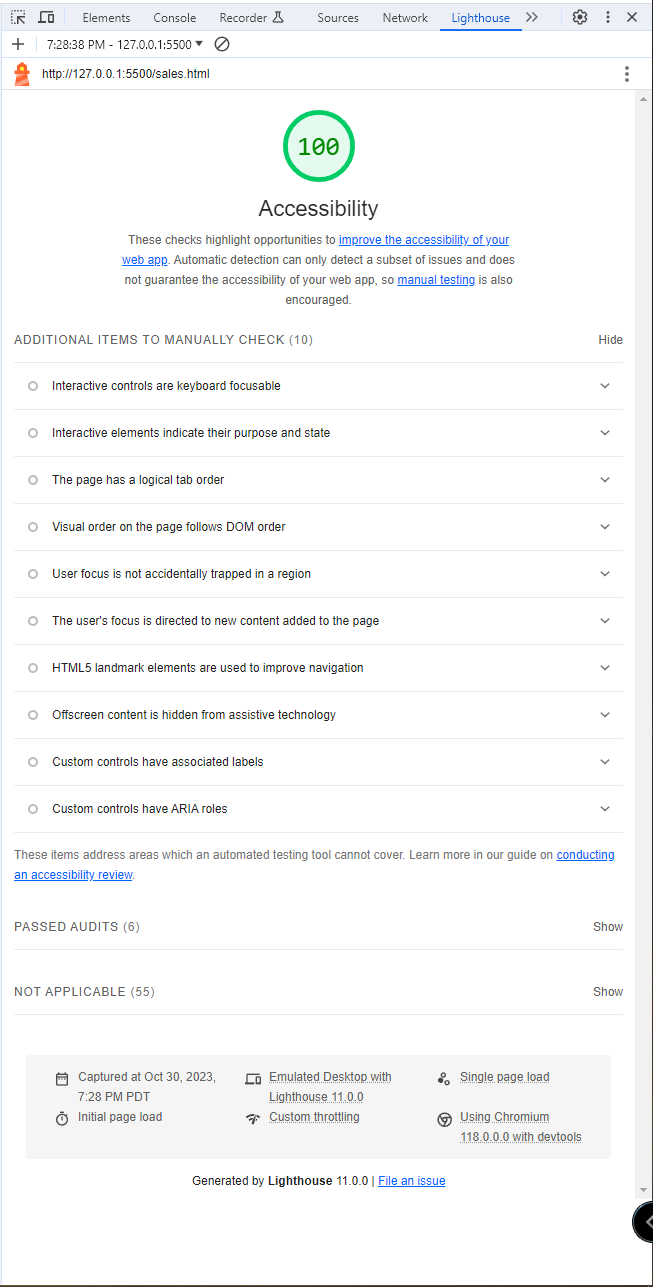 Elements Console Recorder Sources Network Lighthouse
7:28:38 PM - 127.0.0.1:5500
http://127.0.0.1:5500/sales.html
100
Accessibility
These checks highlight opportunities to improve the accessibility of your
web app. Automatic detection can only detect a subset of issues and does
not guarantee the accessibility of your web app, so manual testing is also
encouraged.
ADDITIONAL ITEMS TO MANUALLY CHECK (10) Hide
Interactive controls are keyboard focusable
Interactive elements indicate their purpose and state
The page has a logical tab order
Visual order on the page follows DOM order
User focus is not accidentally trapped in a region
The user's focus is directed to new content added to the page
HTML5 landmark elements are used to improve navigation
Offscreen content is hidden from assistive technology
Custom controls have associated labels
Custom controls have ARIA roles
These items address areas which an automated testing tool cannot cover. Learn more in our guide on conducting
an accessibility review.
PASSED AUDITS (6) Show
NOT APPLICABLE (55) Show
Captured at Oct 30, 2023,
7:28 PM PDT
Emulated Desktop with
Lighthouse 11.0.0
Single page load
Initial page load
Custom throttling
Using Chromium
118.0.0.0 with devtools
Generated by Lighthouse 11.0.0 | File an issue